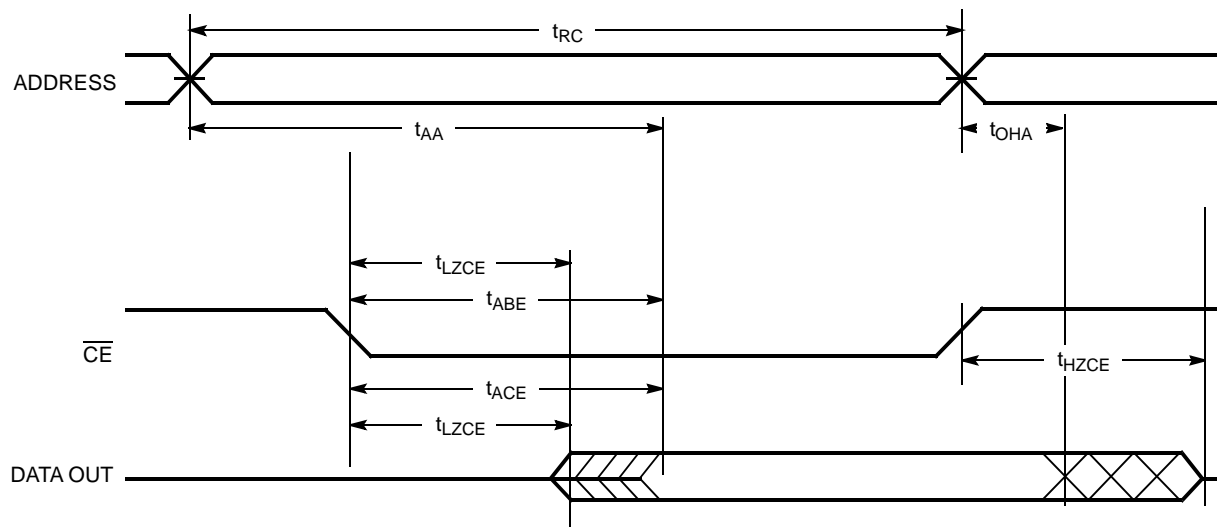 tRC
ADDRESS
tAA
tOHA
tLZCE
tABE
CE
tHZCE
tACE
tLZCE
DATA OUT